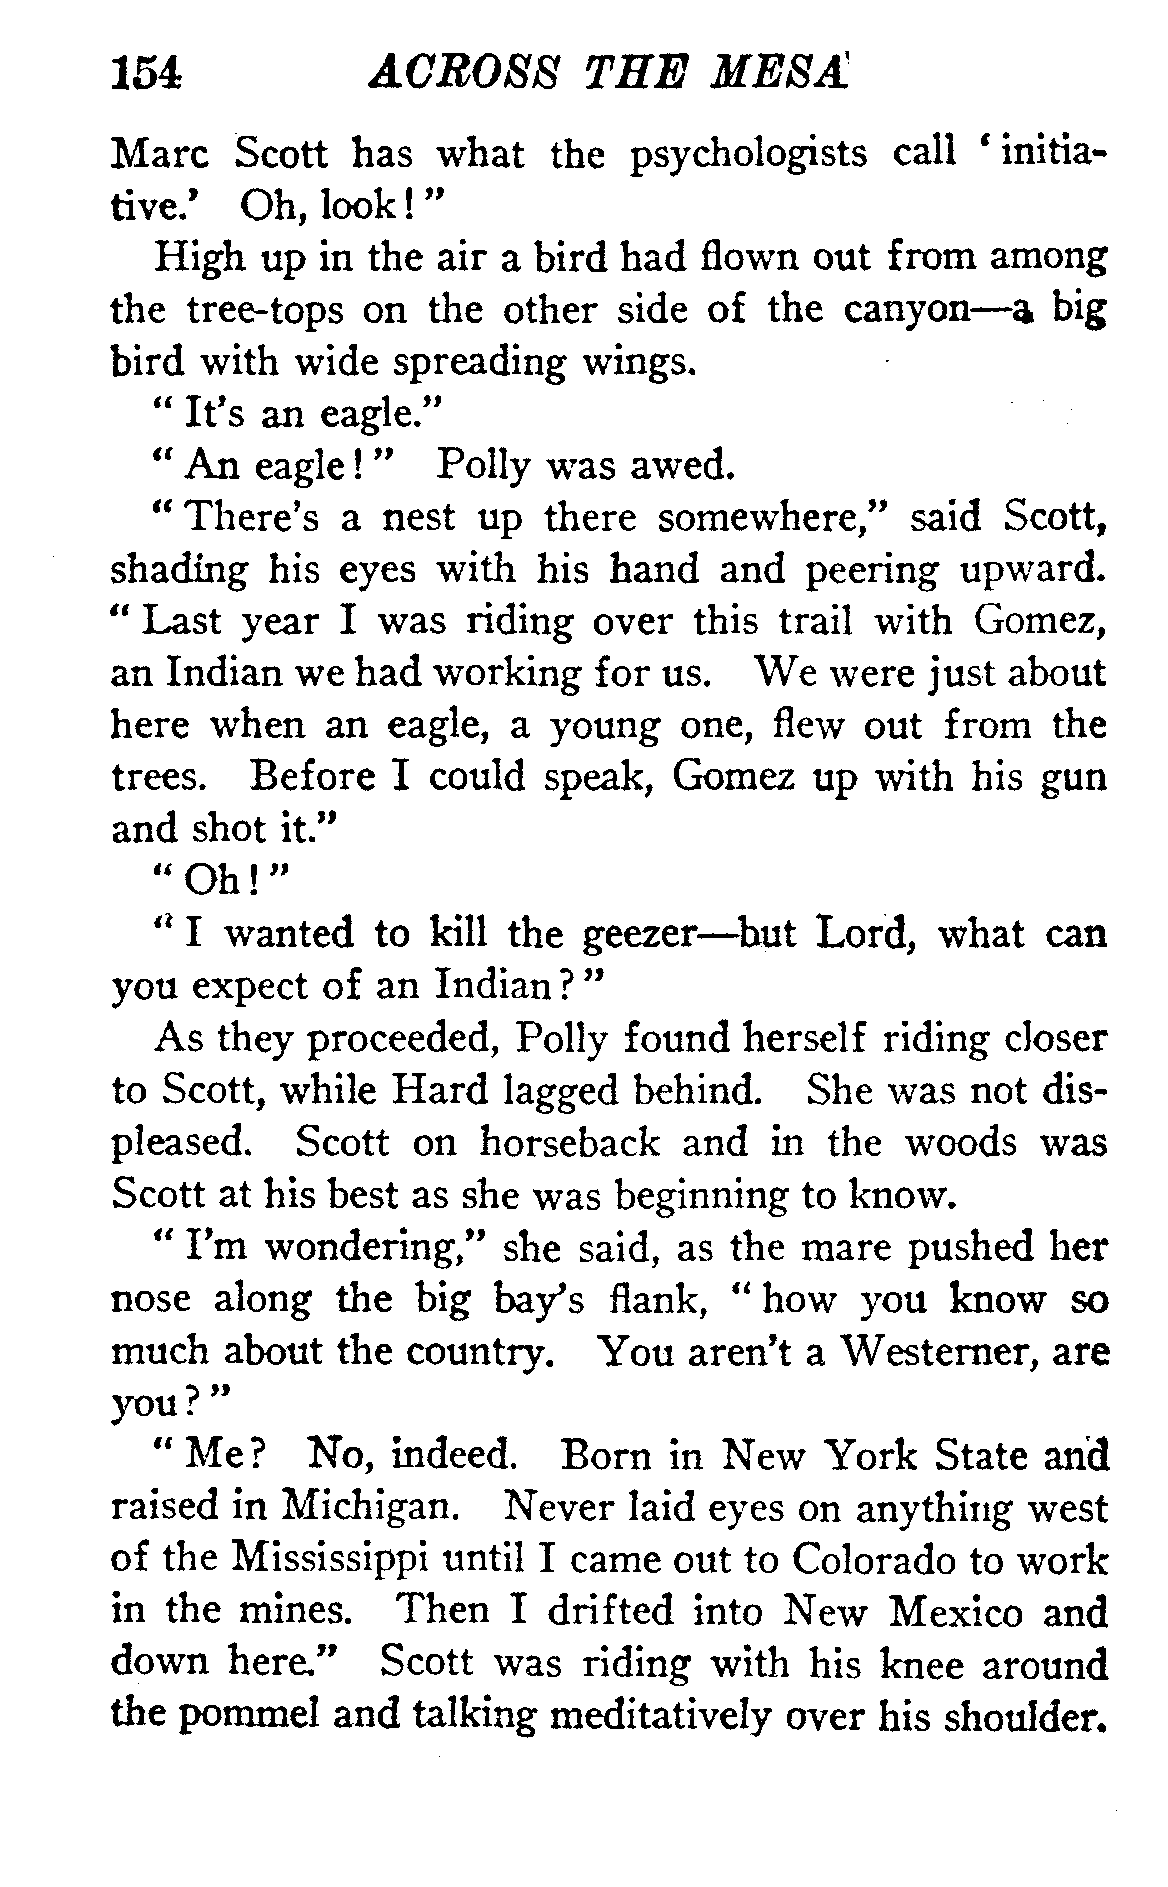 154 ACROSS THE MESA
Marc Scott has what the psychologists call ‘initia-
tive.’ Oh, look!”
High up in the air a bird had flown out from among
the tree-tops on the other side of the canyon—a big
bird with wide spreading wings.
“It’s an eagle.”
“An eagle!” Polly was awed.
“There’s a nest up there somewhere,” said Scott,
shading his eyes with his hand and peering upward.
“Last year I was riding over this trail with Gomez,
an Indian we had working for us. We were just about
here when an eagle, a young one, flew out from the
trees. Before I could speak, Gomez up with his gun
and shot it.”
“Oh!”
“I wanted to kill the geezer—but Lord, what can
you expect of an Indian?”
As they proceeded, Polly found herself riding closer
to Scott, while Hard lagged behind. She was not dis-
pleased. Scott on horseback and in the woods was
Scott at his best as she was beginning to know.
“I’m wondering,” she said, as the mare pushed her
nose along the big bay’s flank, “how you know so
much about the country. You aren’t a Westerner, are
you?”
“Me? No, indeed. Born in New York State and
raised in Michigan. Never laid eyes on anything west
of the Mississippi until I came out to Colorado to work
in the mines. Then I drifted into New Mexico and
down here.” Scott was riding with his knee around
the pommel and talking meditatively over his shoulder.